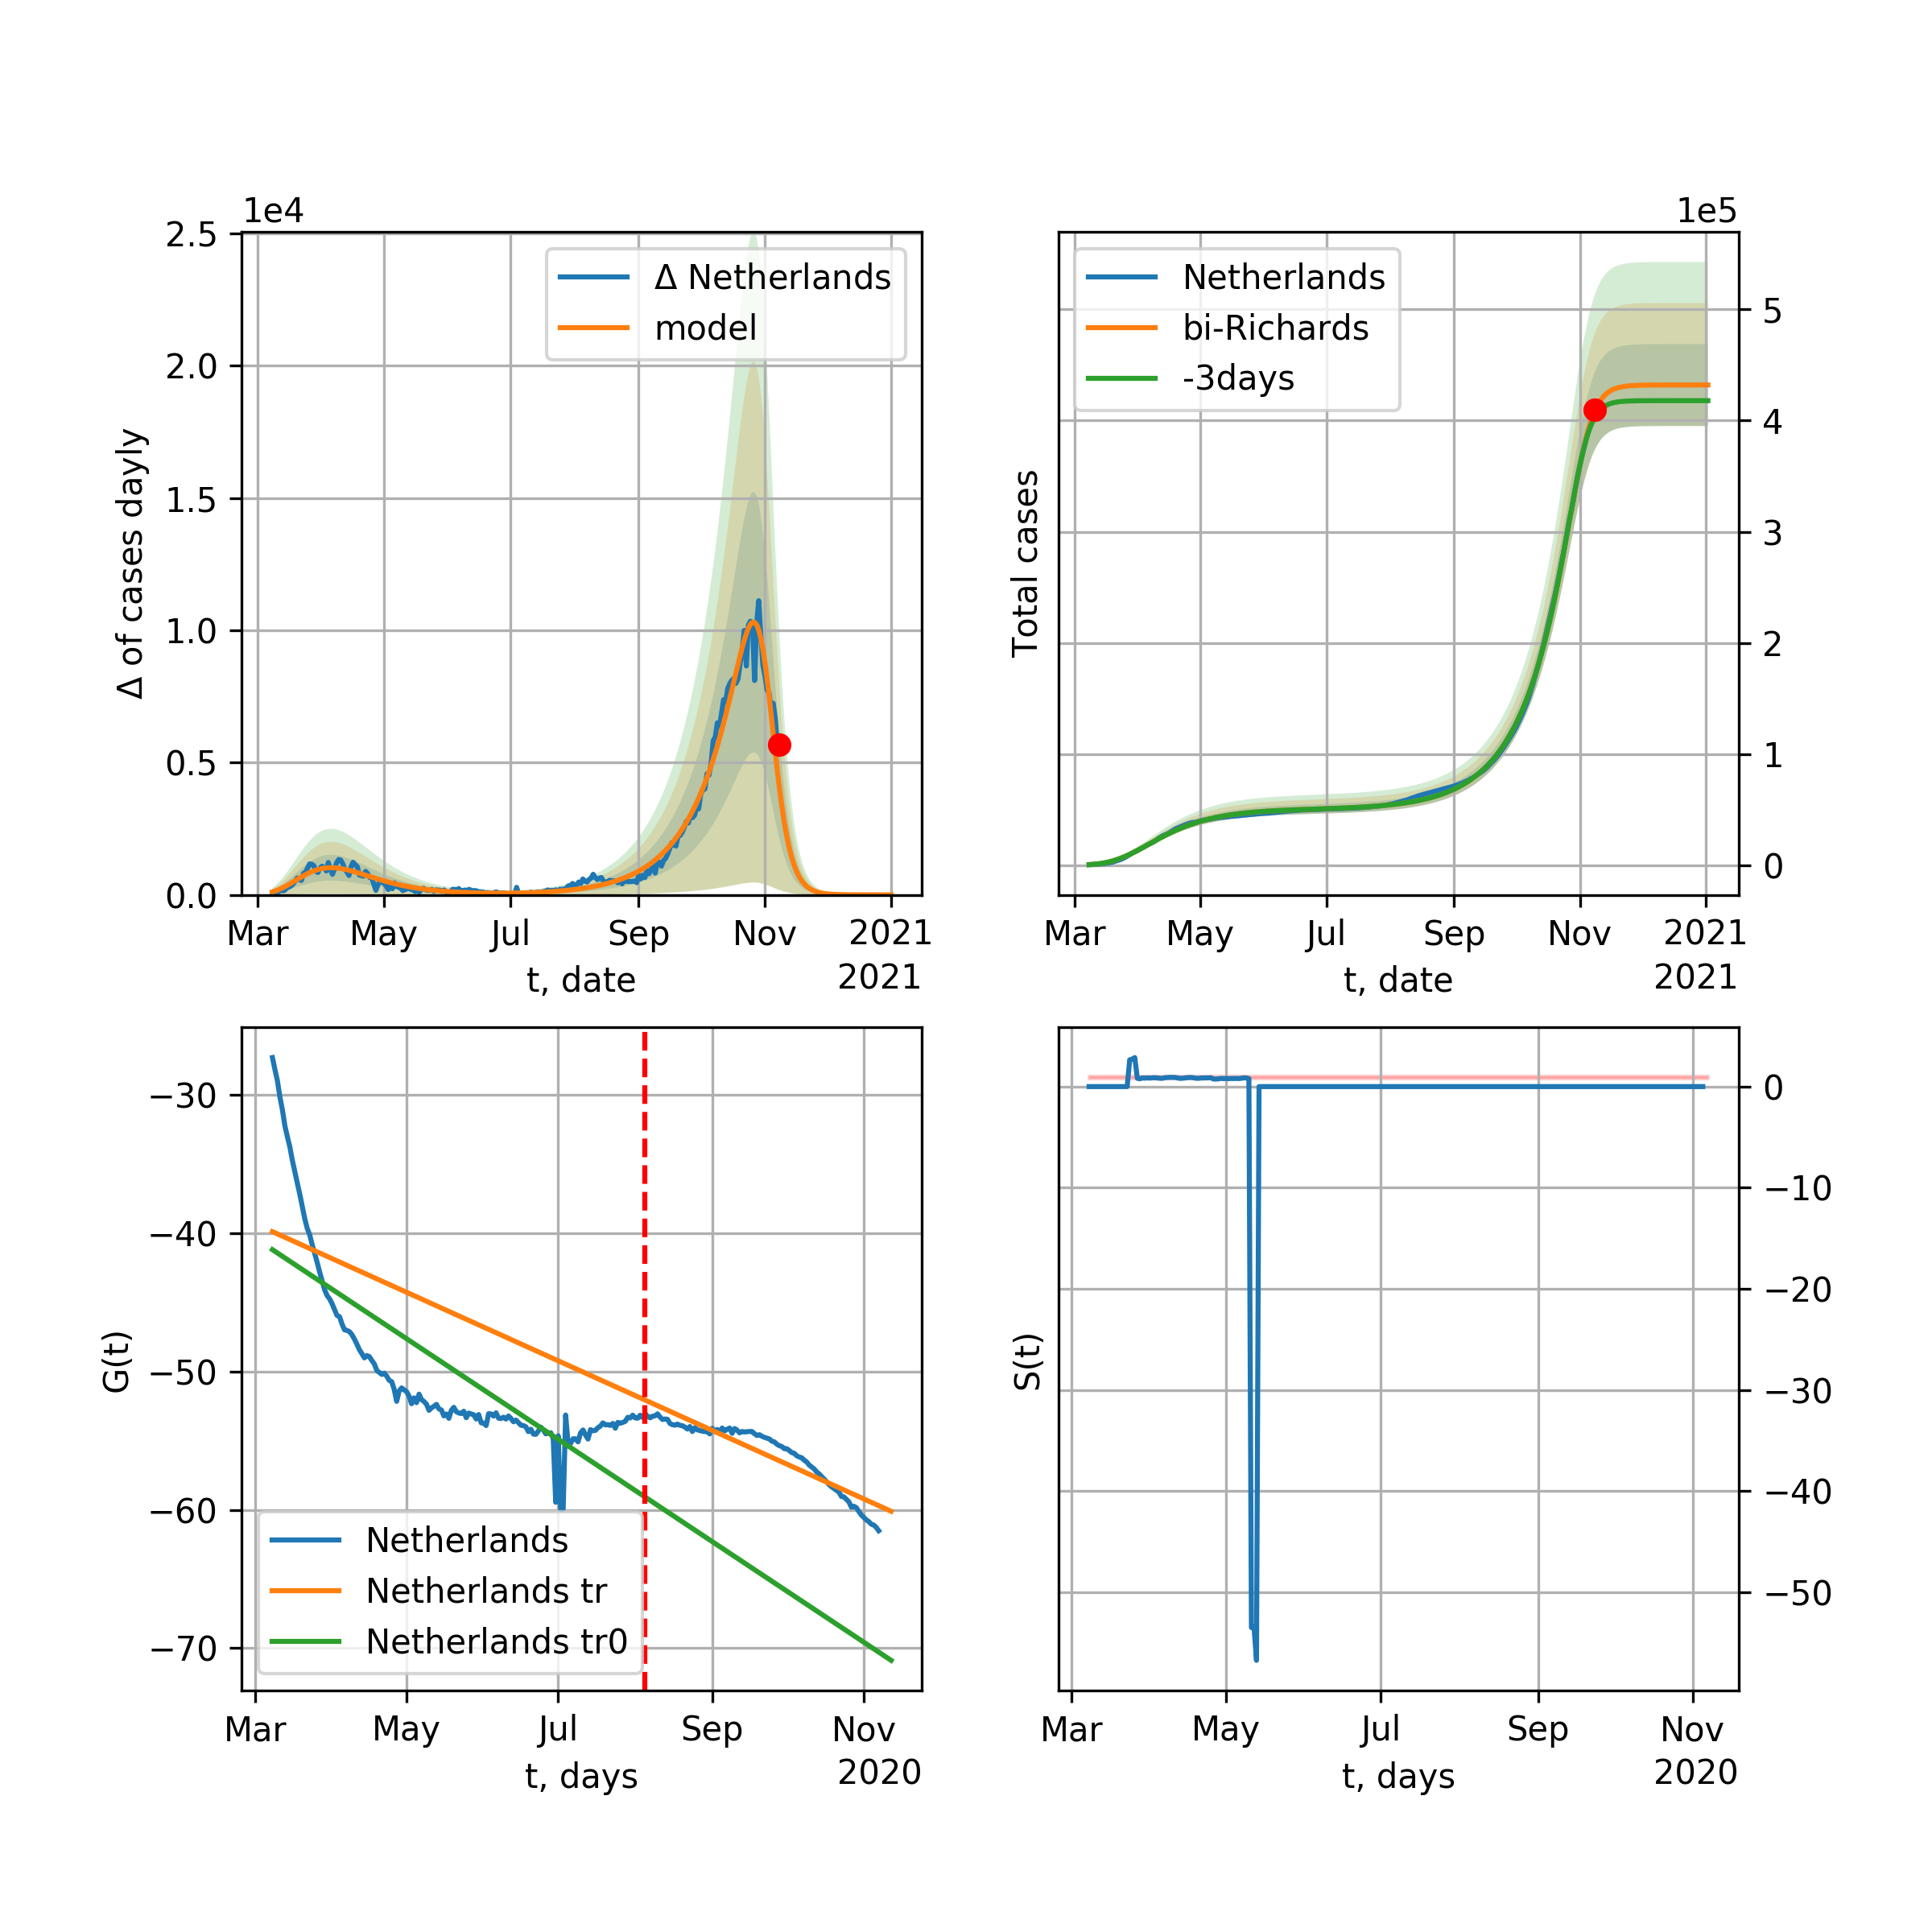 1e4
2.5
2.0
1.5
1.0
0.5
0.0
Δ of cases dayly
Δ Netherlands
model
Mar May Jul Sep Nov 2021
t, date
2021
1e5
Netherlands
bi-Richards
-3days
Total cases
5
4
3
2
1
0
Mar May Jul Sep Nov 2021
t, date
2021
−30
−40
−50
−60
−70
G(t)
Netherlands
Netherlands tr
Netherlands tr0
Mar May Jul Sep Nov
t, days
2020
S(t)
0
−10
−20
−30
−40
−50
Mar May Jul Sep Nov
t, days
2020